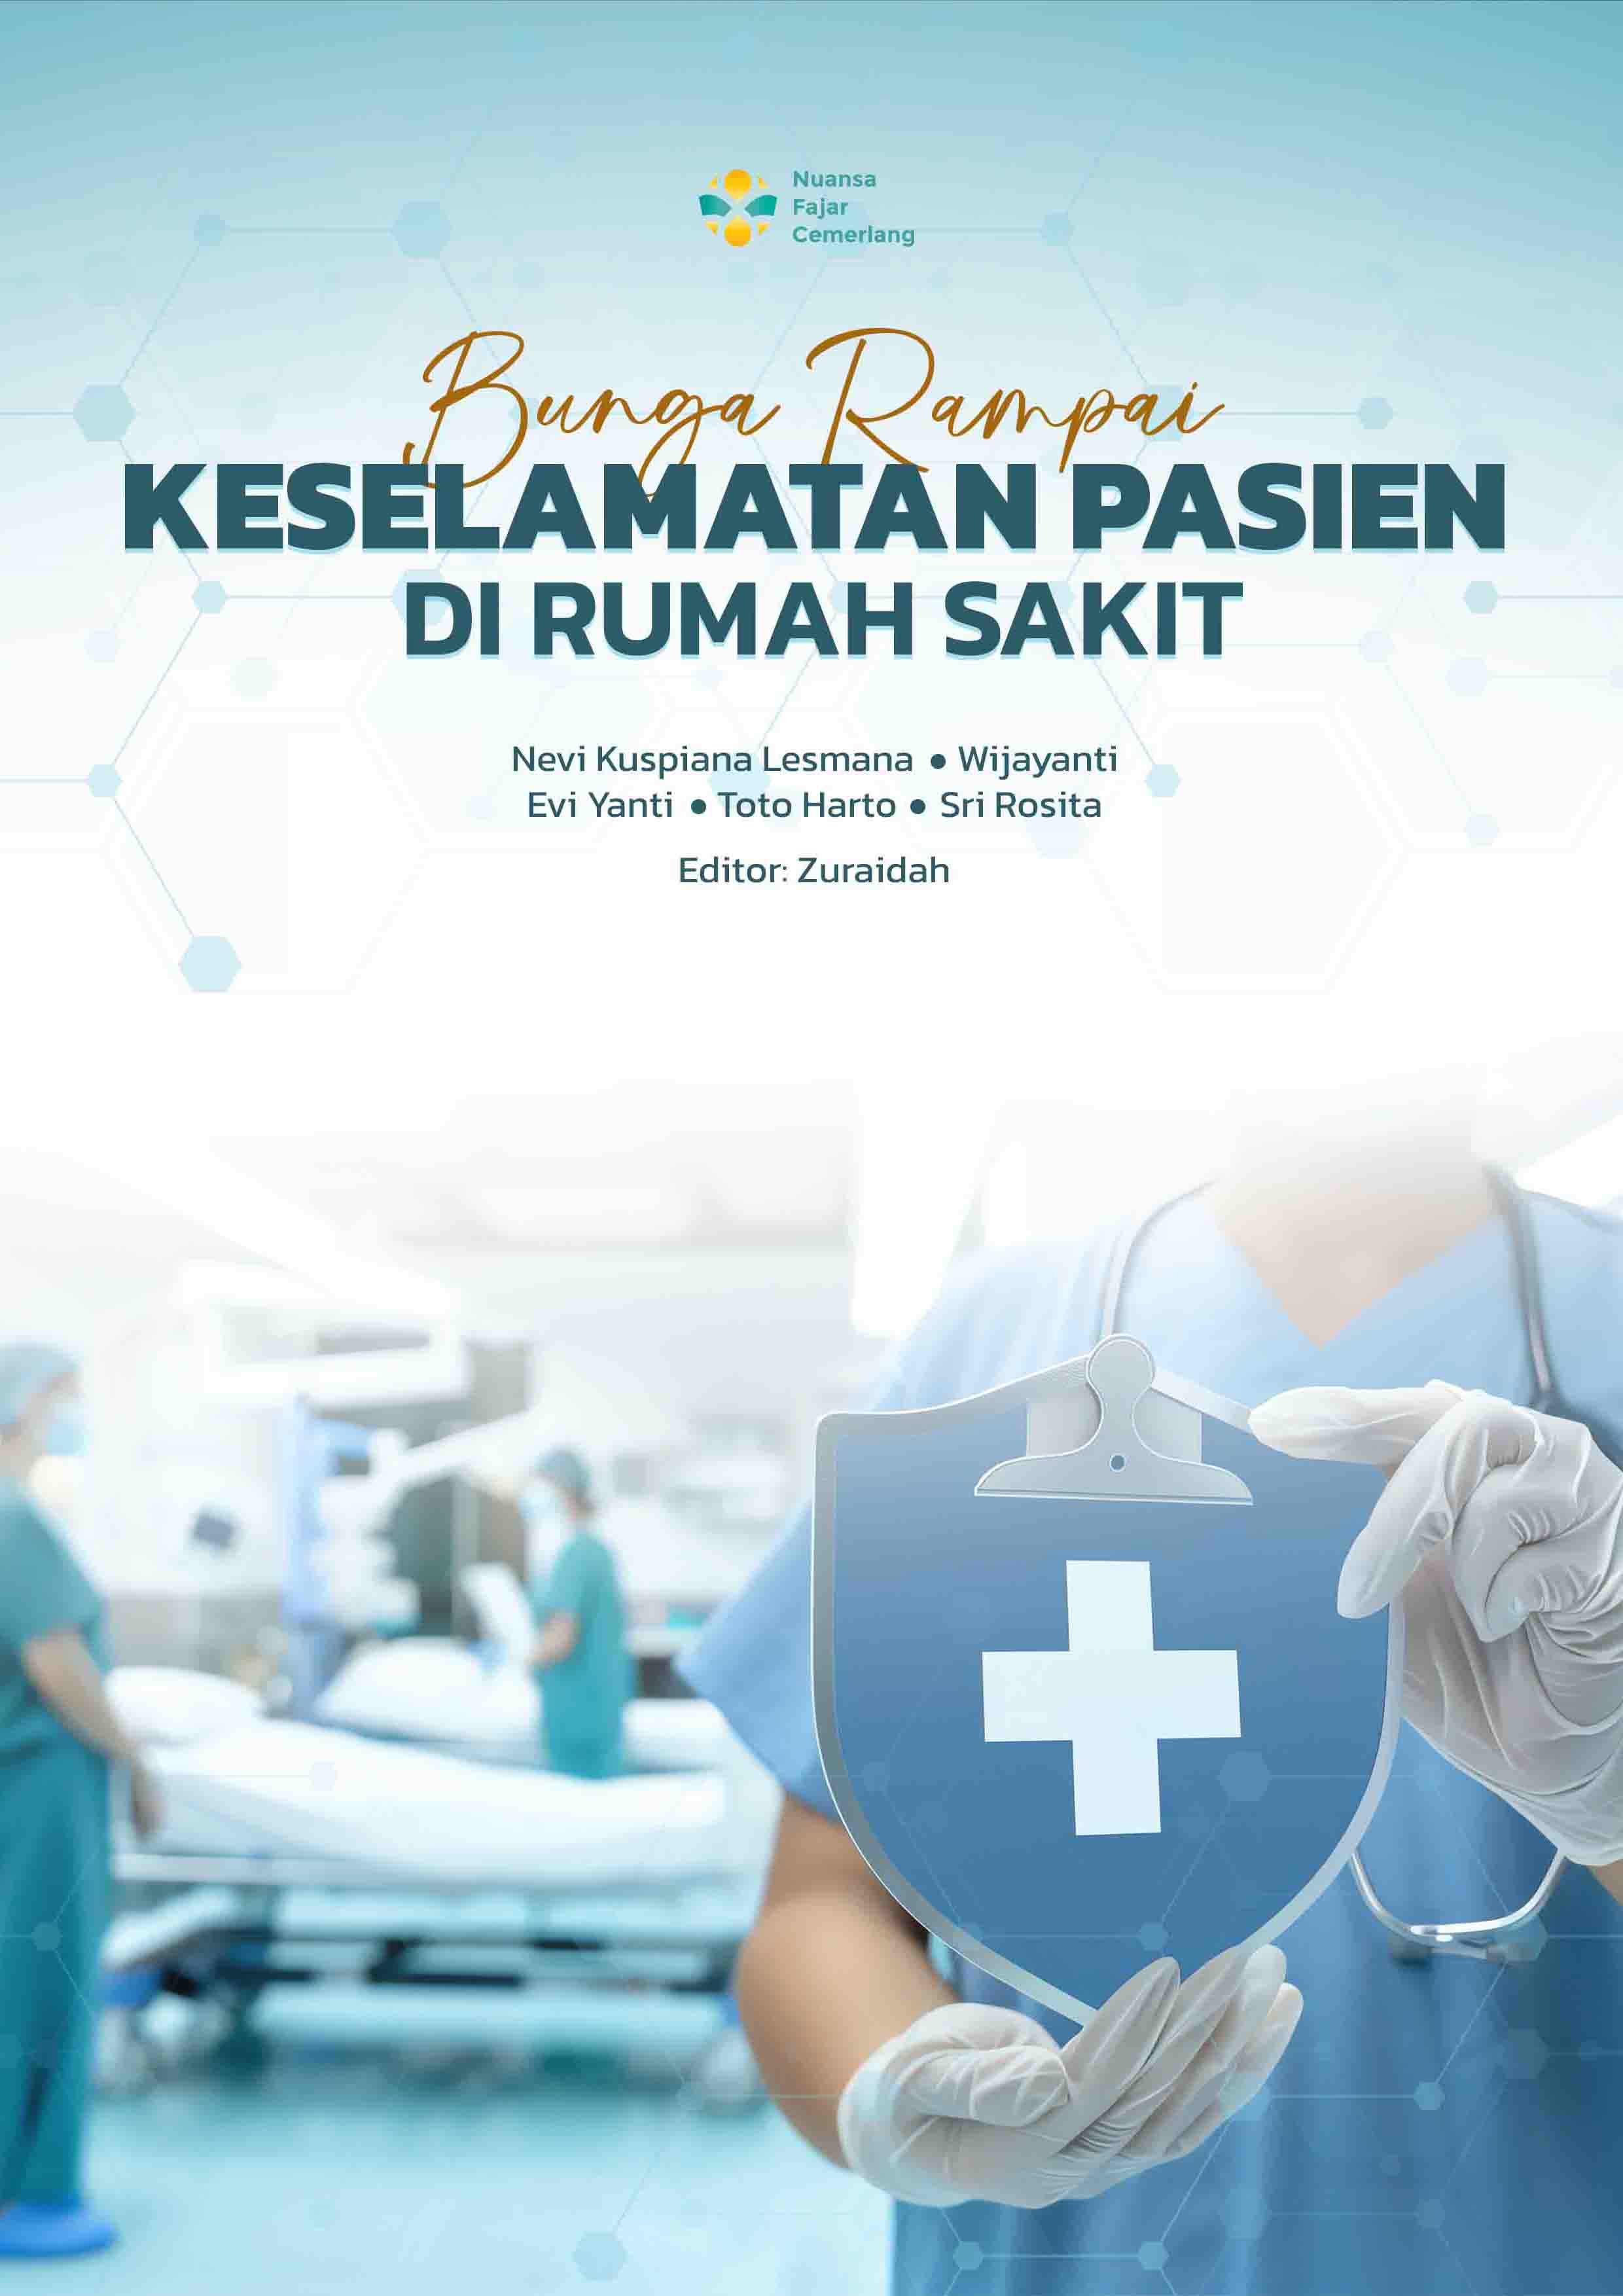 Nuansa
Fajar
Cemerlang
Bunga Rampai
KESELAMATAN PASIEN
DI RUMAH SAKIT
Nevi Kuspiana Lesmana ● Wijayanti
Evi Yanti ● Toto Harto ● Sri Rosita
Editor: Zuraidah